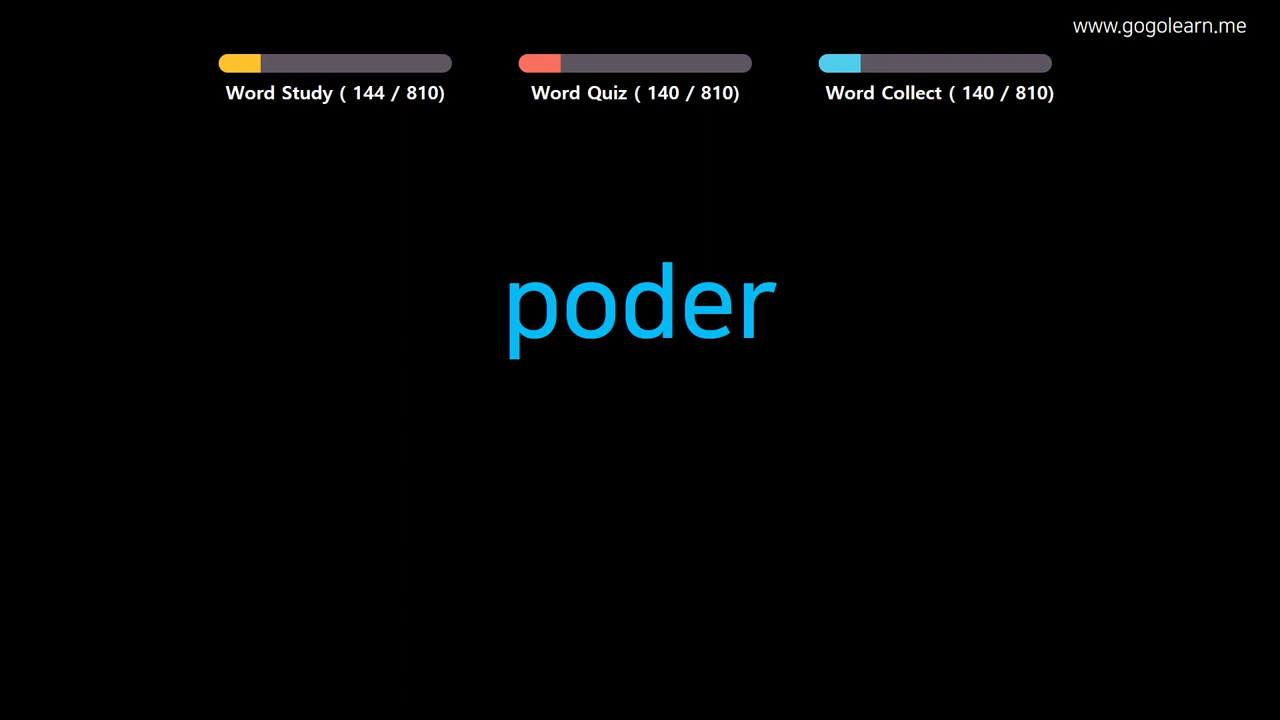 www.gogolearn.me
Word Study ( 144 / 810)
Word Quiz ( 140 / 810)
Word Collect ( 140 / 810)
poder